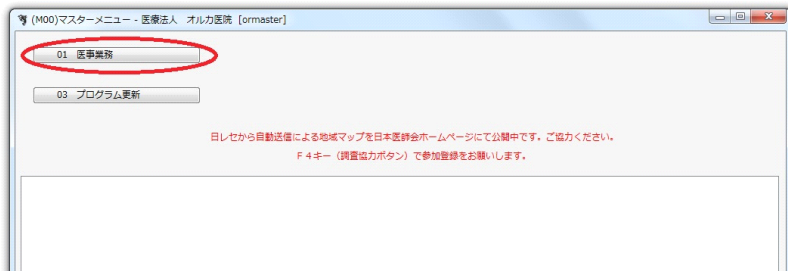 (M00)マスターメニュー - 医療法人 オルカ医院 [ormaster]
01 医事業務
03 プログラム更新
日レセから自動送信による地域マップを日本医師会ホームページにて公開中です。ご協力ください。
F4キー（調査協力ボタン）で参加登録をお願いします。